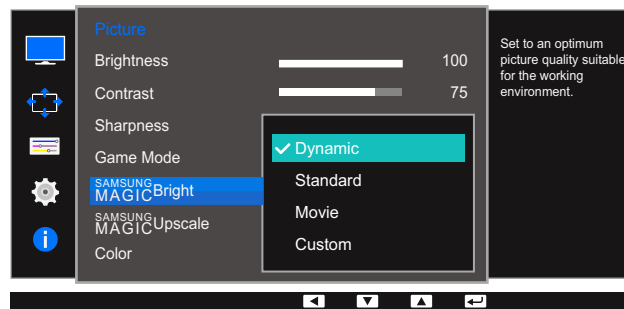 Picture
Brightness 100
Contrast 75
Sharpness
Game Mode
SAMSUNG
MAGICBright
SAMSUNG
MAGICUpscale
Color
Dynamic
Standard
Movie
Custom
Set to an optimum
picture quality suitable
for the working
environment.